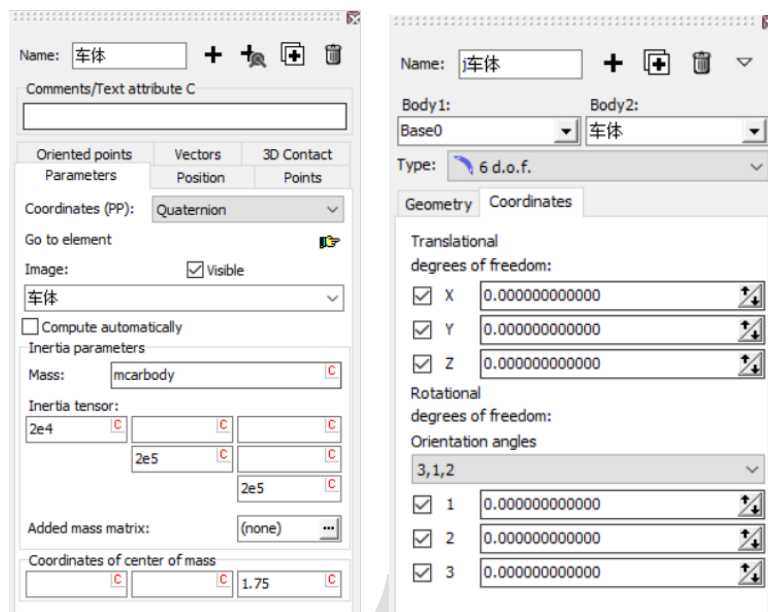 Name: 车体
Comments/Text attribute C
Oriented points Vectors 3D Contact
Parameters Position Points
Coordinates (PP): Quaternion
Go to element
Image: Visible
车体
Compute automatically
Inertia parameters
Mass: mcarbody C
Inertia tensor:
2e4 C C C
2e5 C C
2e5 C
Added mass matrix: (none) ...
Coordinates of center of mass
C C 1.75 C
Name: j车体
Body1: Body2:
Base0 车体
Type: 6 d.o.f.
Geometry Coordinates
Translational
degrees of freedom:
X 0.000000000000
Y 0.000000000000
Z 0.000000000000
Rotational
degrees of freedom:
Orientation angles
3,1,2
1 0.000000000000
2 0.000000000000
3 0.000000000000